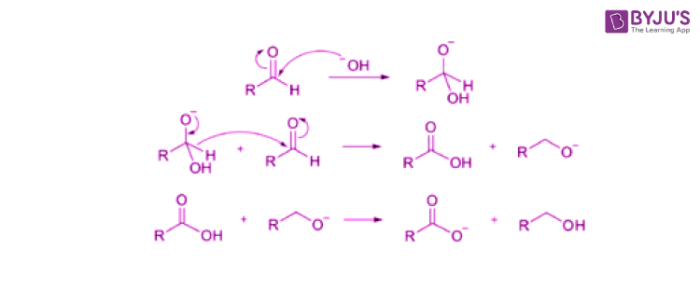 BYJU'S
The Learning App
O
R H
⁻OH
O⁻
R H
OH
O⁻
R H
OH
+
O
R H
O
R OH
+
R O⁻
O
R OH
+
R O⁻
O
R O⁻
+
R OH